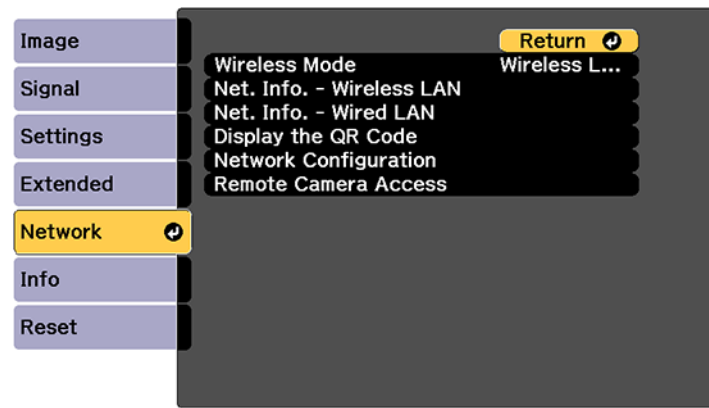 Image
Signal
Settings
Extended
Network
Info
Reset
Return
Wireless Mode Wireless L...
Net. Info. - Wireless LAN
Net. Info. - Wired LAN
Display the QR Code
Network Configuration
Remote Camera Access